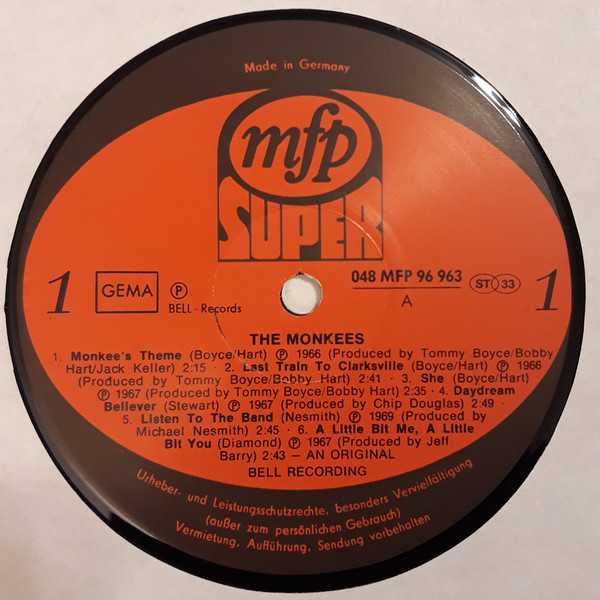 Made in Germany
mfp
SUPER
1 GEMA ℗ 048 MFP 96 963 ST 33 1
BELL - Records A
THE MONKEES
1. Monkee's Theme (Boyce/Hart) ℗ 1966 (Produced by Tommy Boyce/Bobby
Hart/Jack Keller) 2:15 · 2. Last Train To Clarksville (Boyce/Hart) ℗ 1966
(Produced by Tommy Boyce/Bobby Hart) 2:41 · 3. She (Boyce/Hart)
℗ 1967 (Produced by Tommy Boyce/Bobby Hart) 2:35 · 4. Daydream
Believer (Stewart) ℗ 1967 (Produced by Chip Douglas) 2:49 ·
5. Listen To The Band (Nesmith) ℗ 1969 (Produced by
Michael Nesmith) 2:45 · 6. A Little Bit Me, A Little
Bit You (Diamond) ℗ 1967 (Produced by Jeff
Barry) 2:43 — AN ORIGINAL
BELL RECORDING
Urheber- und Leistungsschutzrechte, besonders Vervielfältigung
(außer zum persönlichen Gebrauch)
Vermietung, Aufführung, Sendung vorbehalten